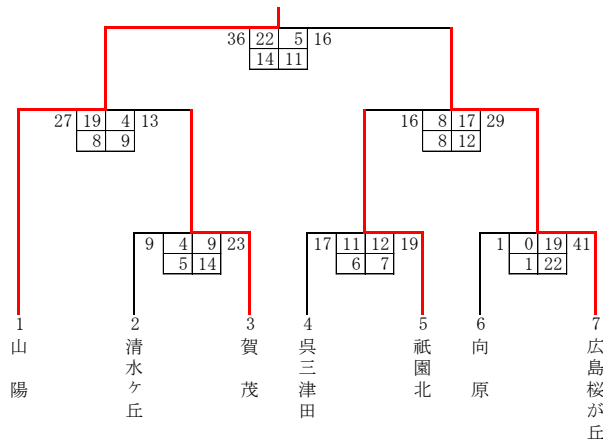 36 22 5 16
14 11
27 19 4 13
8 9
16 8 17 29
8 12
9 4 9 23
5 14
17 11 12 19
6 7
1 0 19 41
1 22
1 2 3 4 5 6 7
山陽
清水ケ丘
賀茂
呉三津田
祇園北
向原
広島桜が丘